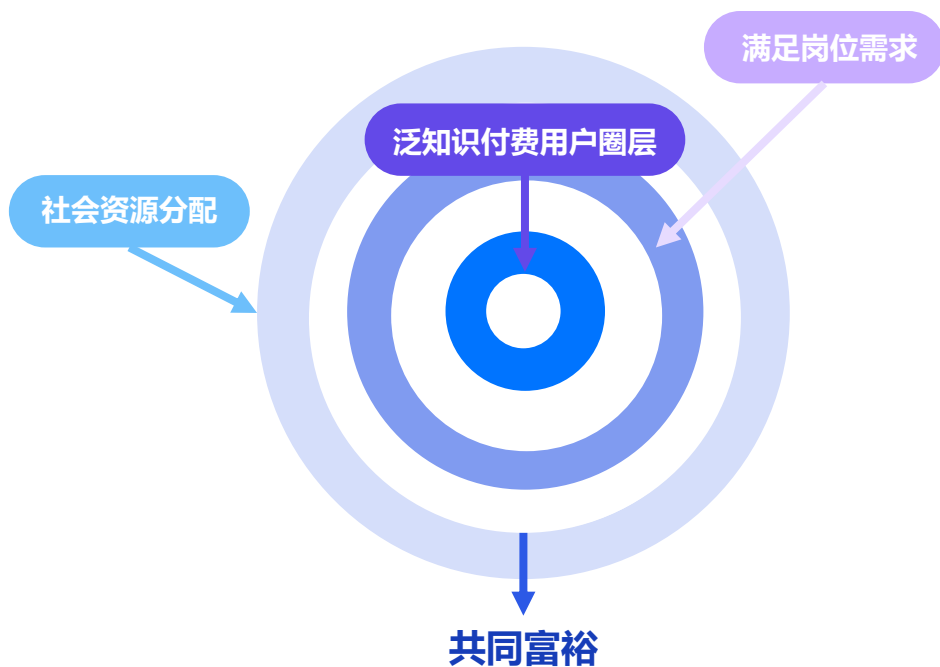 满足岗位需求
泛知识付费用户圈层
社会资源分配
共同富裕